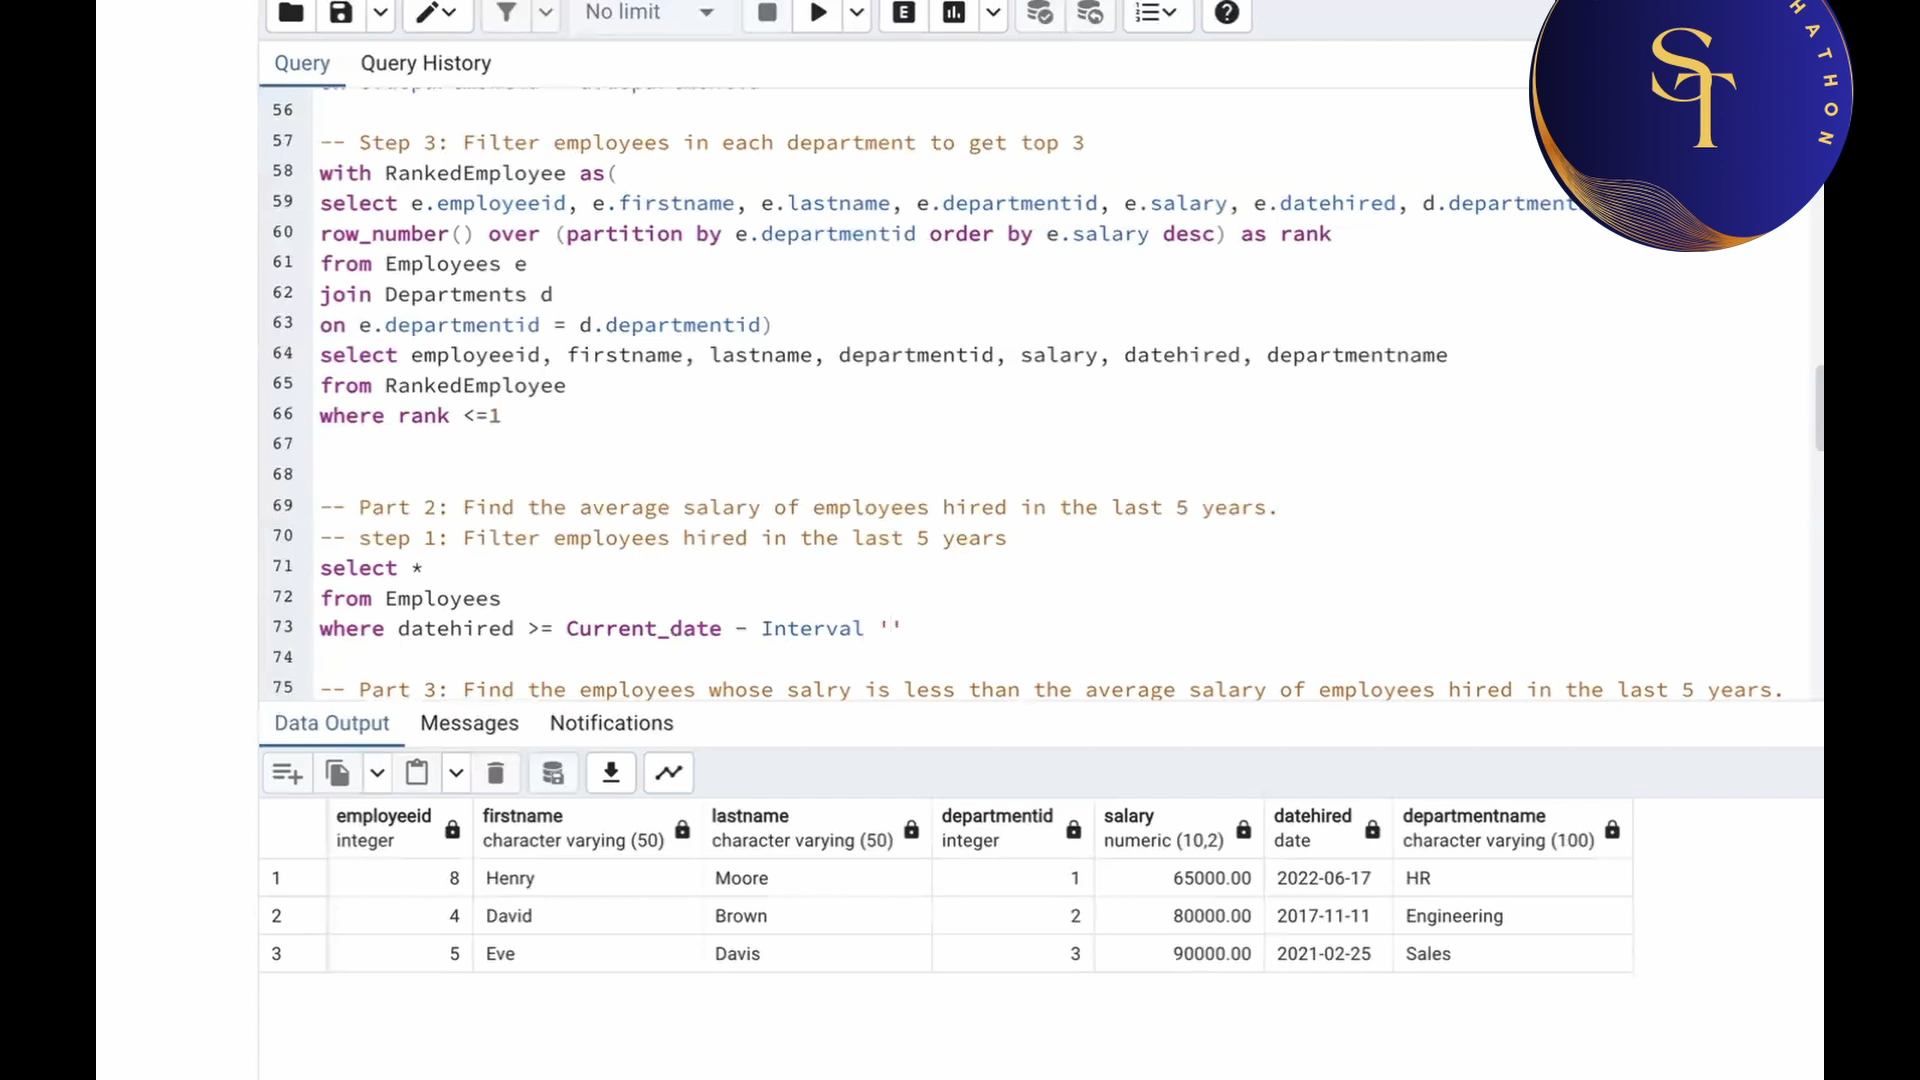 No limit
Query Query History
56
57 -- Step 3: Filter employees in each department to get top 3
58 with RankedEmployee as(
59 select e.employeeid, e.firstname, e.lastname, e.departmentid, e.salary, e.datehired, d.department
60 row_number() over (partition by e.departmentid order by e.salary desc) as rank
61 from Employees e
62 join Departments d
63 on e.departmentid = d.departmentid)
64 select employeeid, firstname, lastname, departmentid, salary, datehired, departmentname
65 from RankedEmployee
66 where rank <=1
67
68
69 -- Part 2: Find the average salary of employees hired in the last 5 years.
70 -- step 1: Filter employees hired in the last 5 years
71 select *
72 from Employees
73 where datehired >= Current_date - Interval ''
74
75 -- Part 3: Find the employees whose salry is less than the average salary of employees hired in the last 5 years.
Data Output Messages Notifications
employeeid firstname lastname departmentid salary datehired departmentname
integer character varying (50) character varying (50) integer numeric (10,2) date character varying (100)
1 8 Henry Moore 1 65000.00 2022-06-17 HR
2 4 David Brown 2 80000.00 2017-11-11 Engineering
3 5 Eve Davis 3 90000.00 2021-02-25 Sales
ST
HATHON